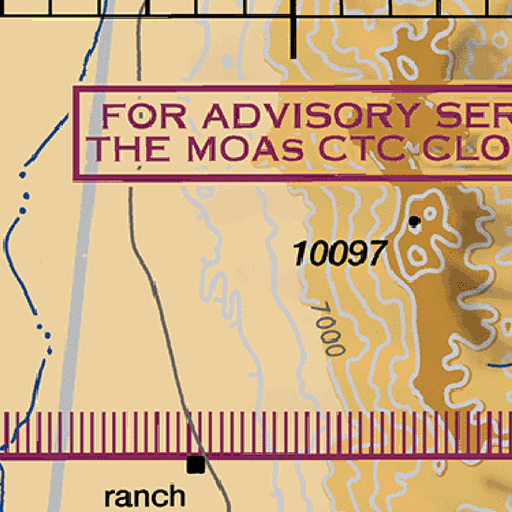 FOR ADVISORY SER
THE MOAs CTC CLO
10097
7000
ranch